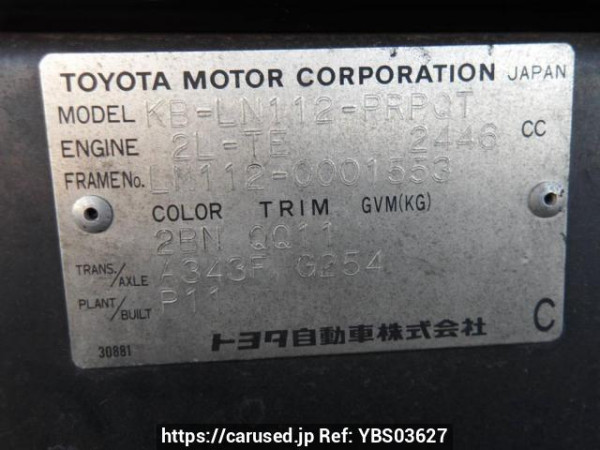 TOYOTA MOTOR CORPORATION JAPAN
MODEL KB-LN112-PRPQT
ENGINE 2L-TE 2446 CC
FRAME No. LN112-0001553
COLOR TRIM GVM(KG)
2BN QQ11
TRANS./AXLE A343F G254
PLANT/BUILT P11
30881 トヨタ自動車株式会社 C
https://carused.jp Ref: YBS03627